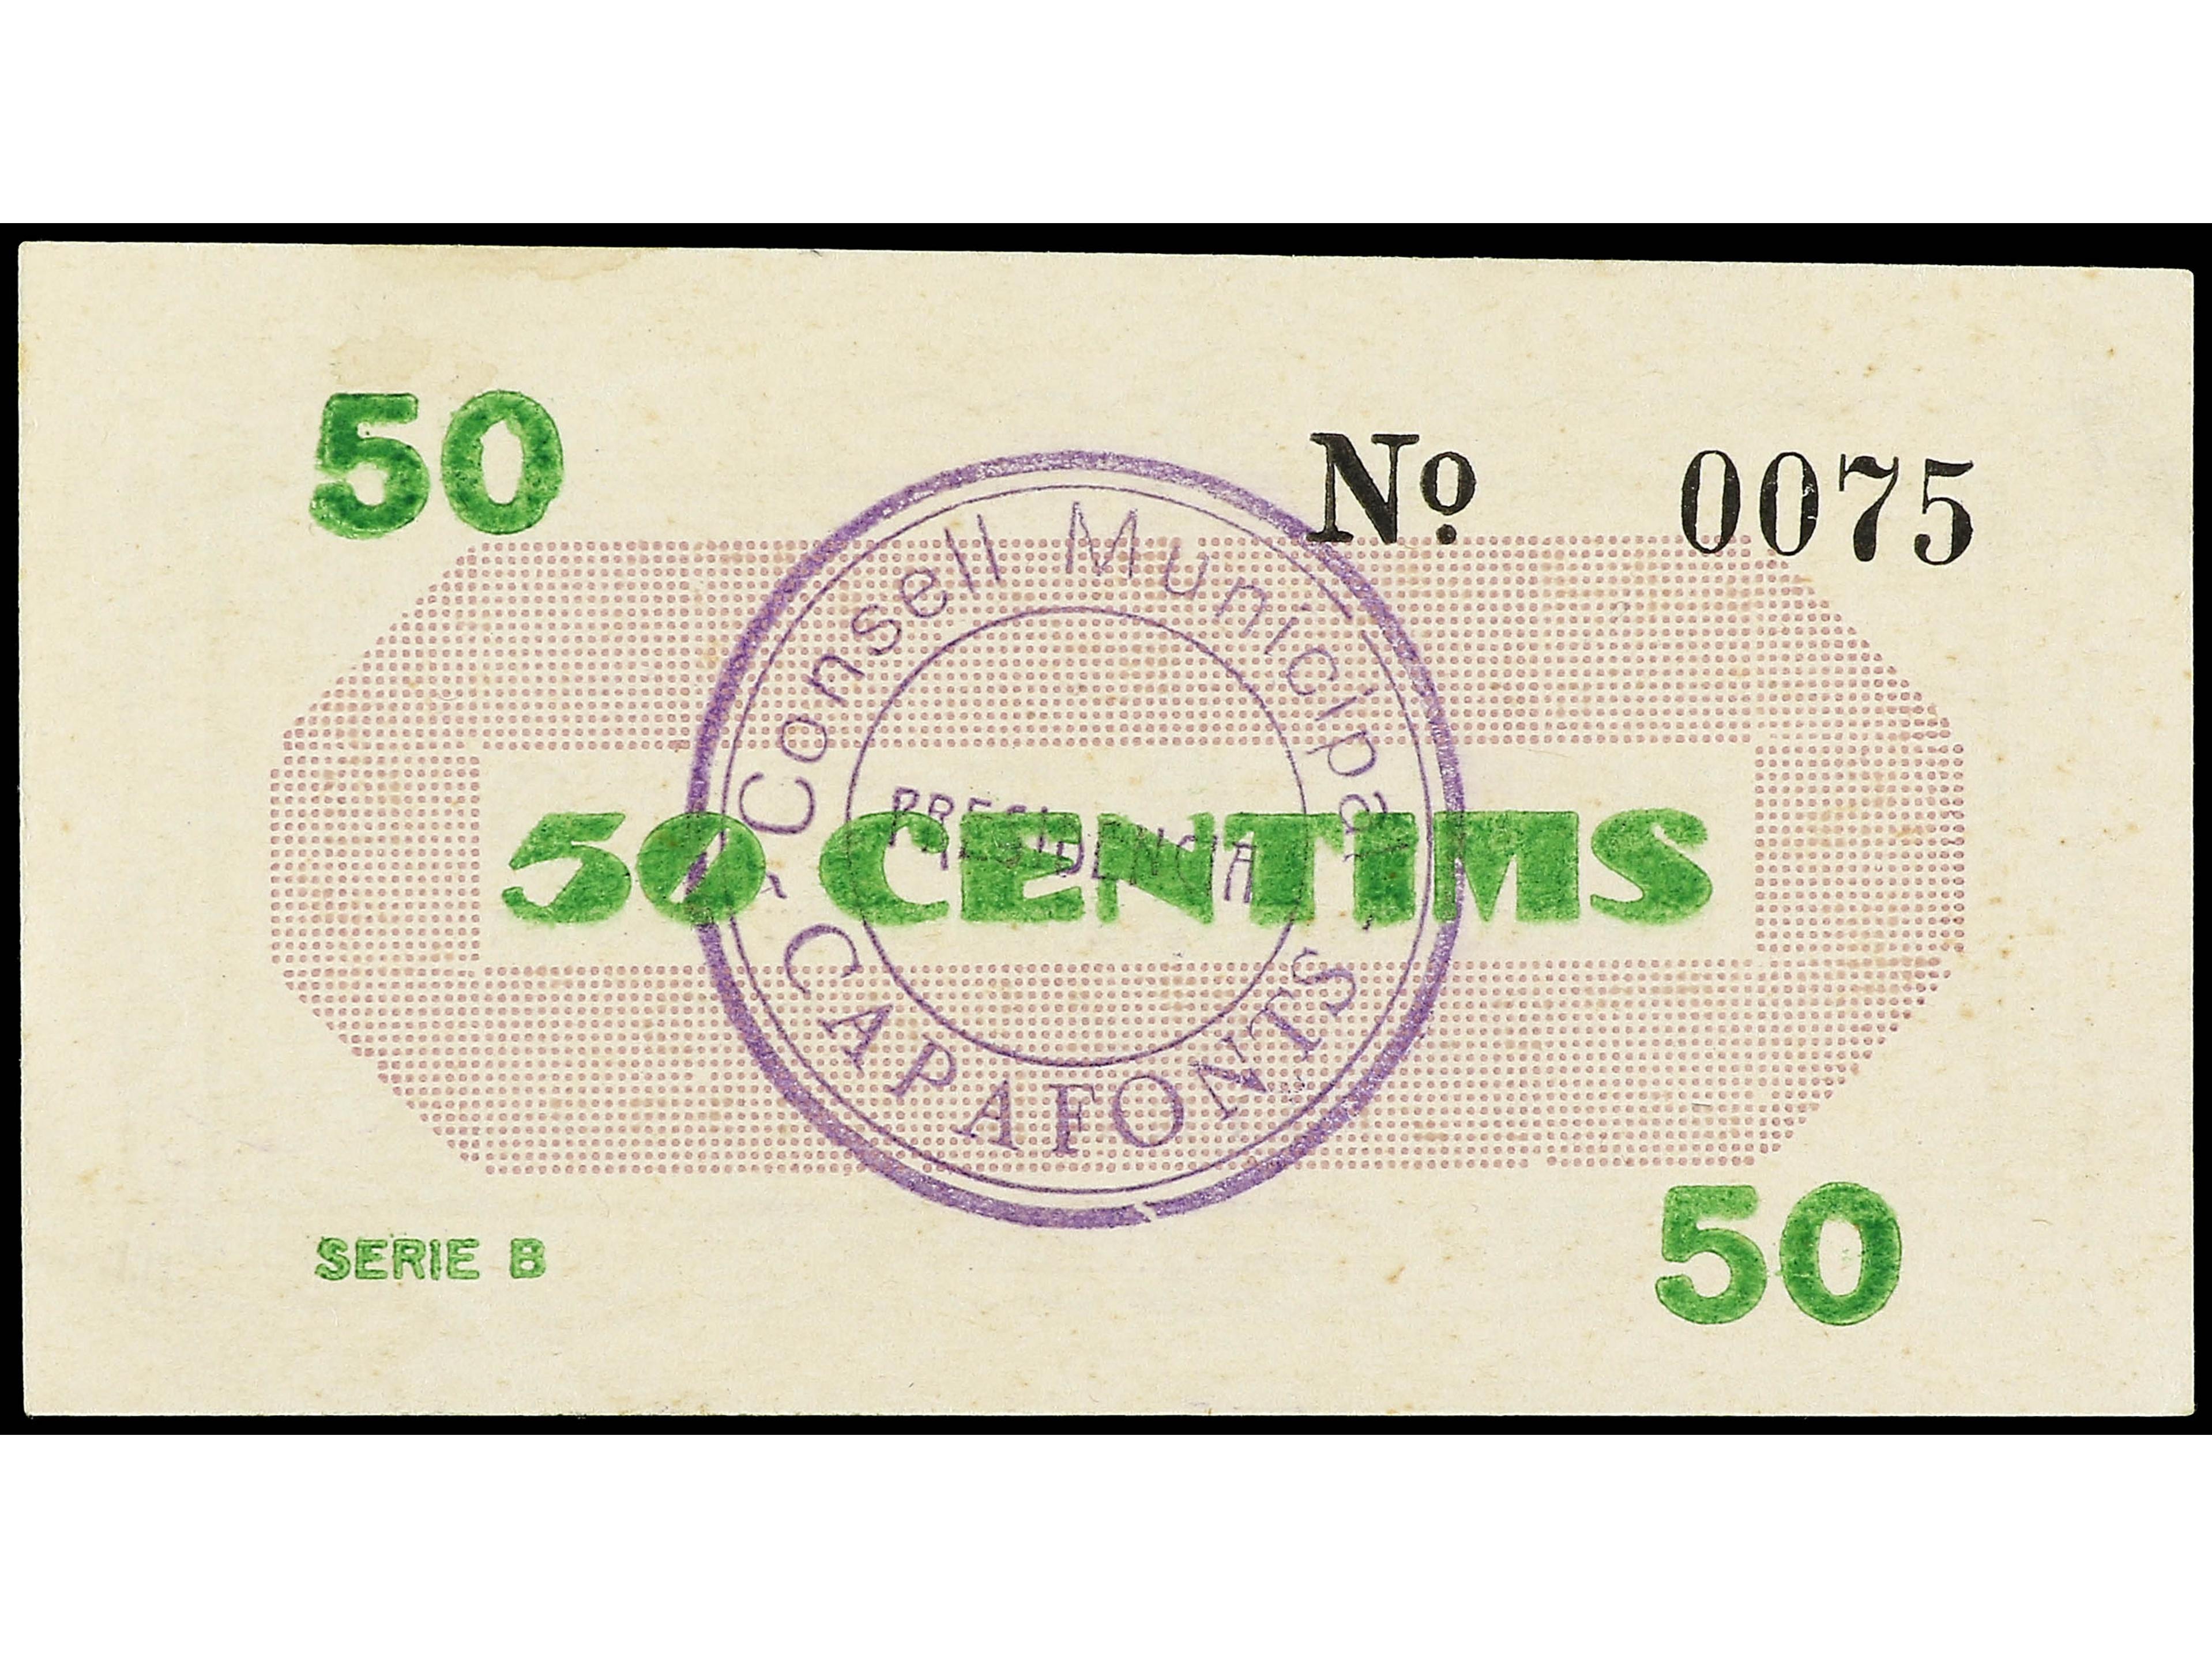 50
Nº 0075
Consell Municipal
PRESIDENCIA
50 CENTIMS
CAPAFONTS
SERIE B
50